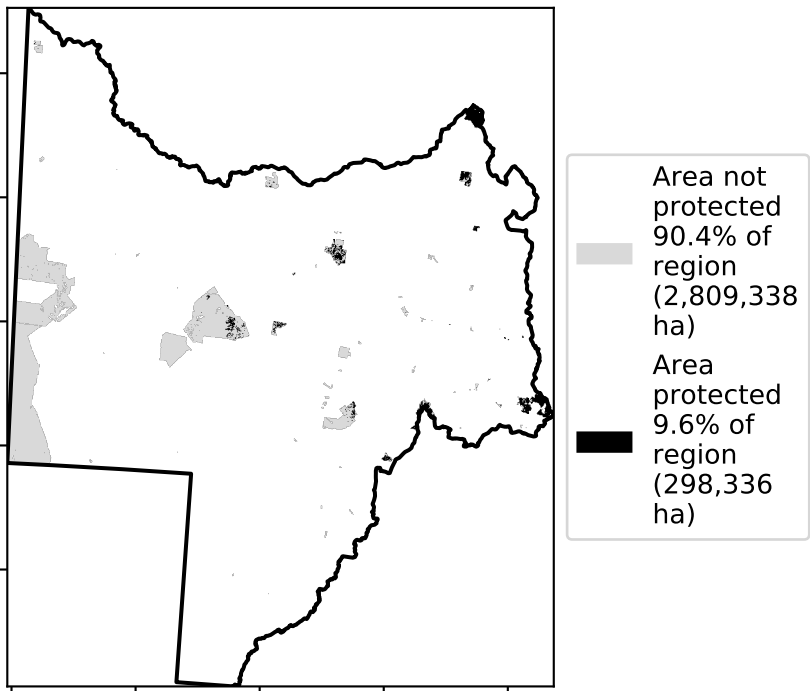 Area not
protected
90.4% of
region
(2,809,338
ha)
Area
protected
9.6% of
region
(298,336
ha)